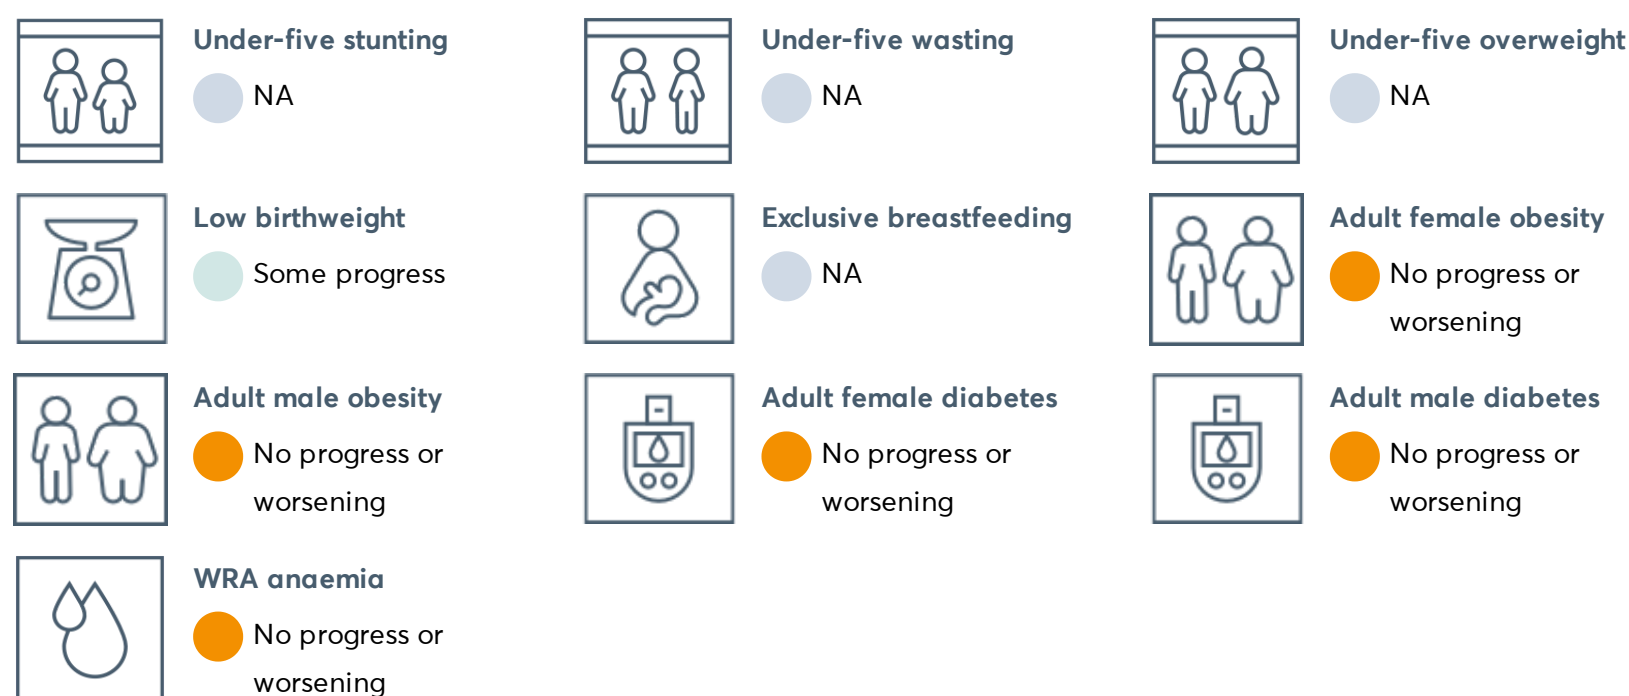 Under-five stunting
NA
Under-five wasting
NA
Under-five overweight
NA
Low birthweight
Some progress
Exclusive breastfeeding
NA
Adult female obesity
No progress or
worsening
Adult male obesity
No progress or
worsening
Adult female diabetes
No progress or
worsening
Adult male diabetes
No progress or
worsening
WRA anaemia
No progress or
worsening